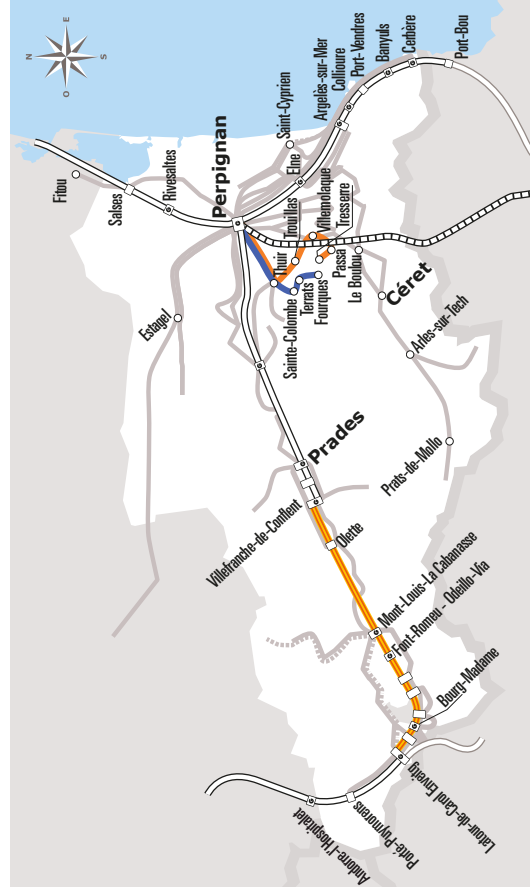 E
N
S
O
Fitou
Salses
Rivesaltes
Perpignan
Saint-Cyprien
Elne
Argelès-sur-Mer
Collioure
Port-Vendres
Banyuls
Cerbère
Port-Bou
Estagel
Thuir
Trouillas
Villemolaque
Tresserre
Passa
Sainte-Colombe
Terrats
Fourques
Le Boulou
Céret
Arles-sur-Tech
Prats-de-Mollo
Prades
Villefranche-de-Conflent
Olette
Mont-Louis-La Cabanasse
Font-Romeu - Odeillo-Via
Bourg-Madame
Latour-de-Carol Enveitg
Porté-Puymorens
Andorre-l'Hospitalet